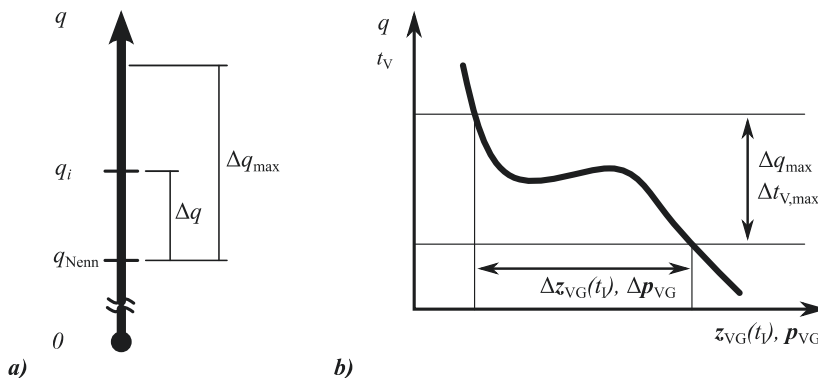 q
q_i
q_Nenn
0
Δq_max
Δq
a)
q
t_V
Δq_max
Δt_V,max
Δz_VG(t_I), Δp_VG
z_VG(t_I), p_VG
b)